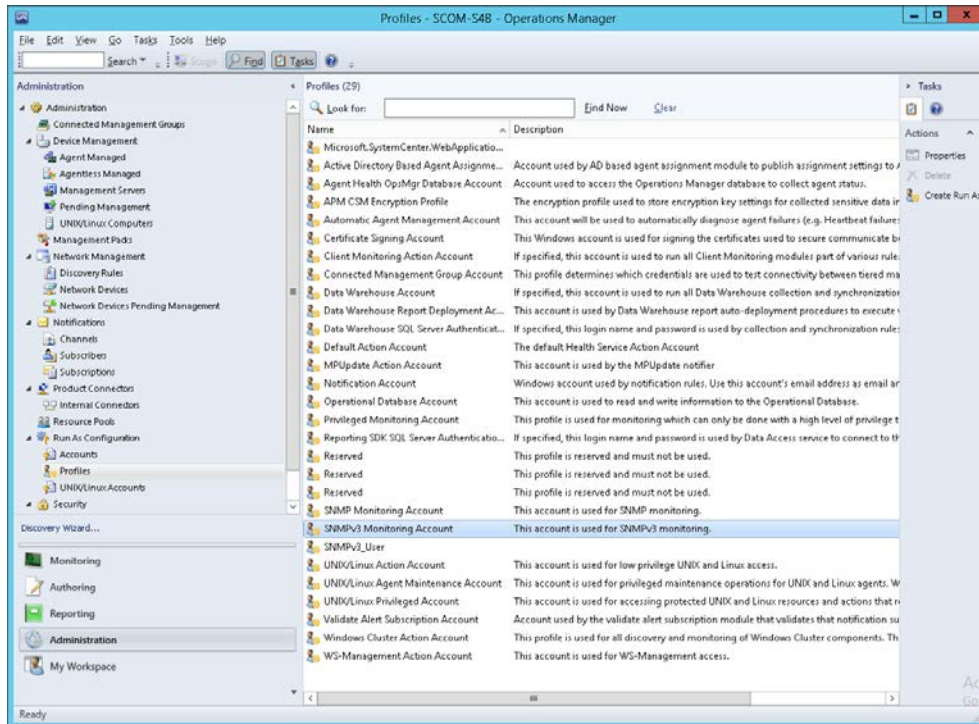 Profiles - SCOM-S4B - Operations Manager
File Edit View Go Tasks Tools Help
Search Scope Find Tasks
Administration
Administration
Connected Management Groups
Device Management
Agent Managed
Agentless Managed
Management Servers
Pending Management
UNIX/Linux Computers
Management Packs
Network Management
Discovery Rules
Network Devices
Network Devices Pending Management
Notifications
Channels
Subscribers
Subscriptions
Product Connectors
Internal Connectors
Resource Pools
Run As Configuration
Accounts
Profiles
UNIX/Linux Accounts
Security
Discovery Wizard...
Monitoring
Authoring
Reporting
Administration
My Workspace
Profiles (29)
Look for: Find Now Clear
Name Description
Microsoft.SystemCenter.WebApplicatio...
Active Directory Based Agent Assignme... Account used by AD based agent assignment module to publish assignment settings to A
Agent Health OpsMgr Database Account Account used to access the Operations Manager database to collect agent status.
APM CSM Encryption Profile The encryption profile used to store encryption key settings for collected sensitive data in
Automatic Agent Management Account This account will be used to automatically diagnose agent failures (e.g. Heartbeat failures
Certificate Signing Account This Windows account is used for signing the certificates used to secure communicate be
Client Monitoring Action Account If specified, this account is used to run all Client Monitoring modules part of various rules
Connected Management Group Account This profile determines which credentials are used to test connectivity between tiered ma
Data Warehouse Account If specified, this account is used to run all Data Warehouse collection and synchronization
Data Warehouse Report Deployment Ac... This account is used by Data Warehouse report auto-deployment procedures to execute v
Data Warehouse SQL Server Authenticat... If specified, this login name and password is used by collection and synchronization rules
Default Action Account The default Health Service Action Account
MPUpdate Action Account This account is used by the MPUpdate notifier
Notification Account Windows account used by notification rules. Use this account's email address as email an
Operational Database Account This account is used to read and write information to the Operational Database.
Privileged Monitoring Account This profile is used for monitoring which can only be done with a high level of privilege t
Reporting SDK SQL Server Authenticatio... If specified, this login name and password is used by Data Access service to connect to th
Reserved This profile is reserved and must not be used.
Reserved This profile is reserved and must not be used.
Reserved This profile is reserved and must not be used.
SNMP Monitoring Account This account is used for SNMP monitoring.
SNMPv3 Monitoring Account This account is used for SNMPv3 monitoring.
SNMPv3_User
UNIX/Linux Action Account This account is used for low privilege UNIX and Linux access.
UNIX/Linux Agent Maintenance Account This account is used for privileged maintenance operations for UNIX and Linux agents. W
UNIX/Linux Privileged Account This account is used for accessing protected UNIX and Linux resources and actions that re
Validate Alert Subscription Account Account used by the validate alert subscription module that validates that notification su
Windows Cluster Action Account This profile is used for all discovery and monitoring of Windows Cluster components. Th
WS-Management Action Account This account is used for WS-Management access.
Tasks
Actions
Properties
Delete
Create Run As
Ac
Go
Ready